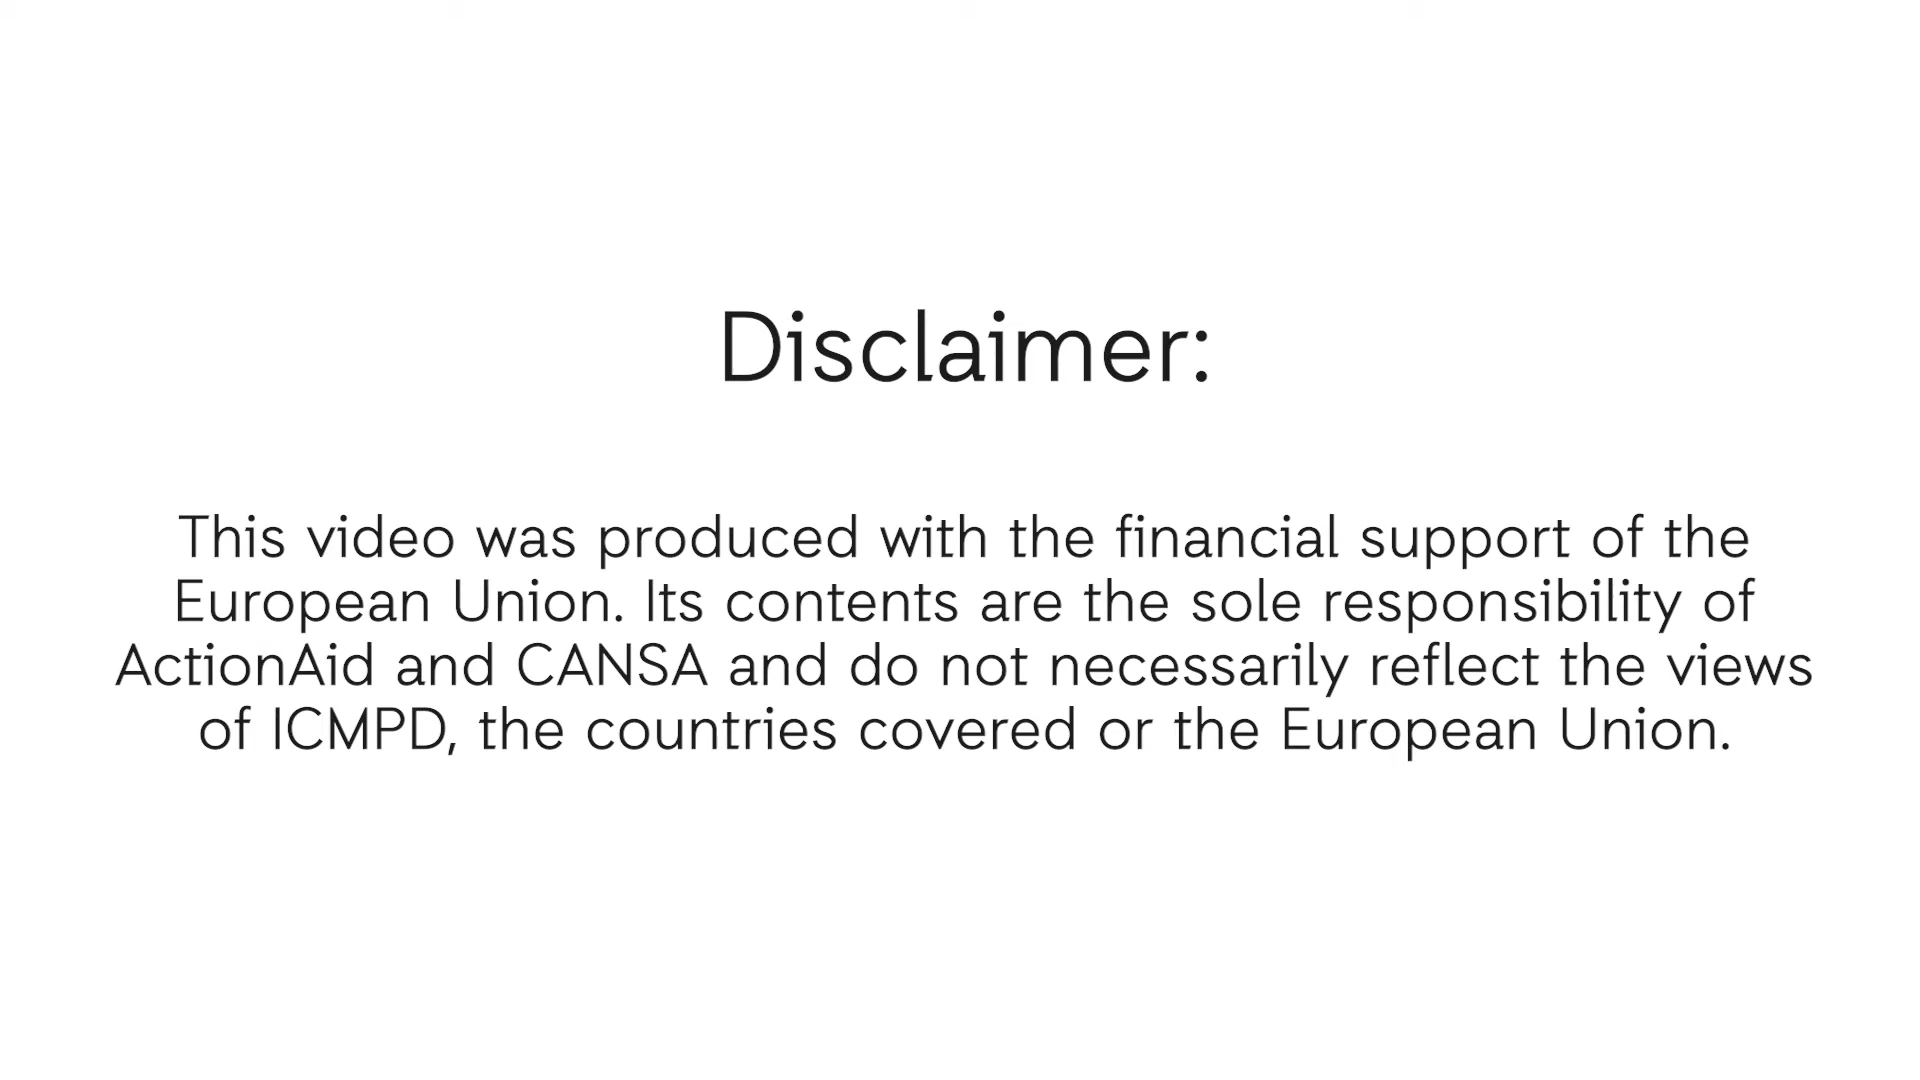 Disclaimer:
This video was produced with the financial support of the
European Union. Its contents are the sole responsibility of
ActionAid and CANSA and do not necessarily reflect the views
of ICMPD, the countries covered or the European Union.